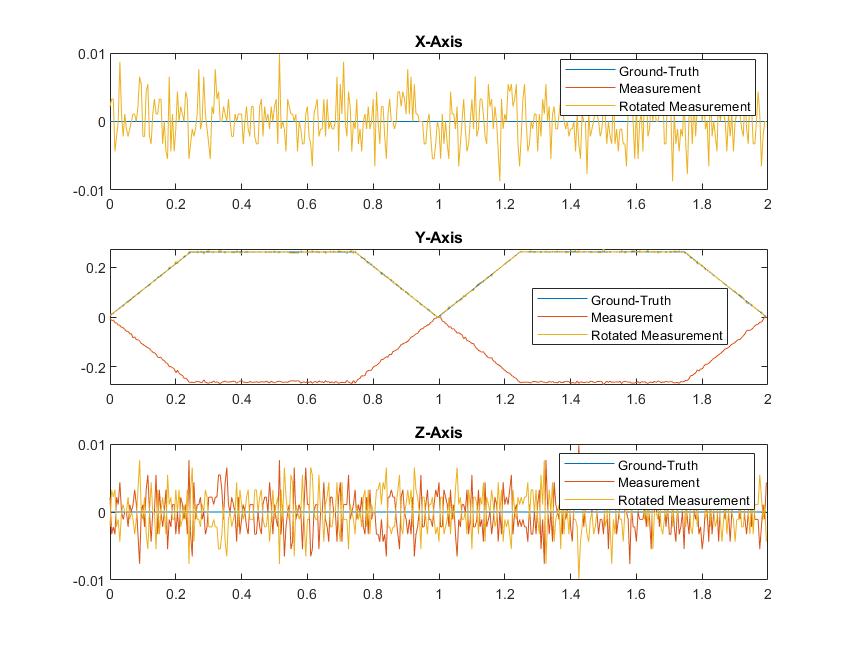 X-Axis
0.01
0
-0.01
Ground-Truth
Measurement
Rotated Measurement
0 0.2 0.4 0.6 0.8 1 1.2 1.4 1.6 1.8 2
Y-Axis
0.2
0
-0.2
Ground-Truth
Measurement
Rotated Measurement
0 0.2 0.4 0.6 0.8 1 1.2 1.4 1.6 1.8 2
Z-Axis
0.01
0
-0.01
Ground-Truth
Measurement
Rotated Measurement
0 0.2 0.4 0.6 0.8 1 1.2 1.4 1.6 1.8 2